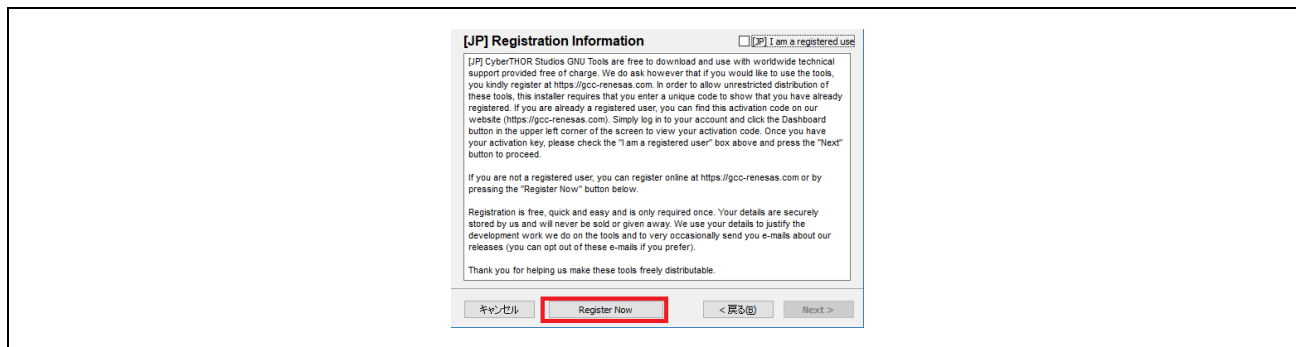 [JP] Registration Information
[JP] I am a registered use
[JP] CyberTHOR Studios GNU Tools are free to download and use with worldwide technical
support provided free of charge. We do ask however that if you would like to use the tools,
you kindly register at https://gcc-renesas.com. In order to allow unrestricted distribution of
these tools, this installer requires that you enter a unique code to show that you have already
registered. If you are already a registered user, you can find this activation code on our
website (https://gcc-renesas.com). Simply log in to your account and click the Dashboard
button in the upper left corner of the screen to view your activation code. Once you have
your activation key, please check the "I am a registered user" box above and press the "Next"
button to proceed.
If you are not a registered user, you can register online at https://gcc-renesas.com or by
pressing the "Register Now" button below.
Registration is free, quick and easy and is only required once. Your details are securely
stored by us and will never be sold or given away. We use your details to justify the
development work we do on the tools and to very occasionally send you e-mails about our
releases (you can opt out of these e-mails if you prefer).
Thank you for helping us make these tools freely distributable.
キャンセル Register Now < 戻る(B) Next >